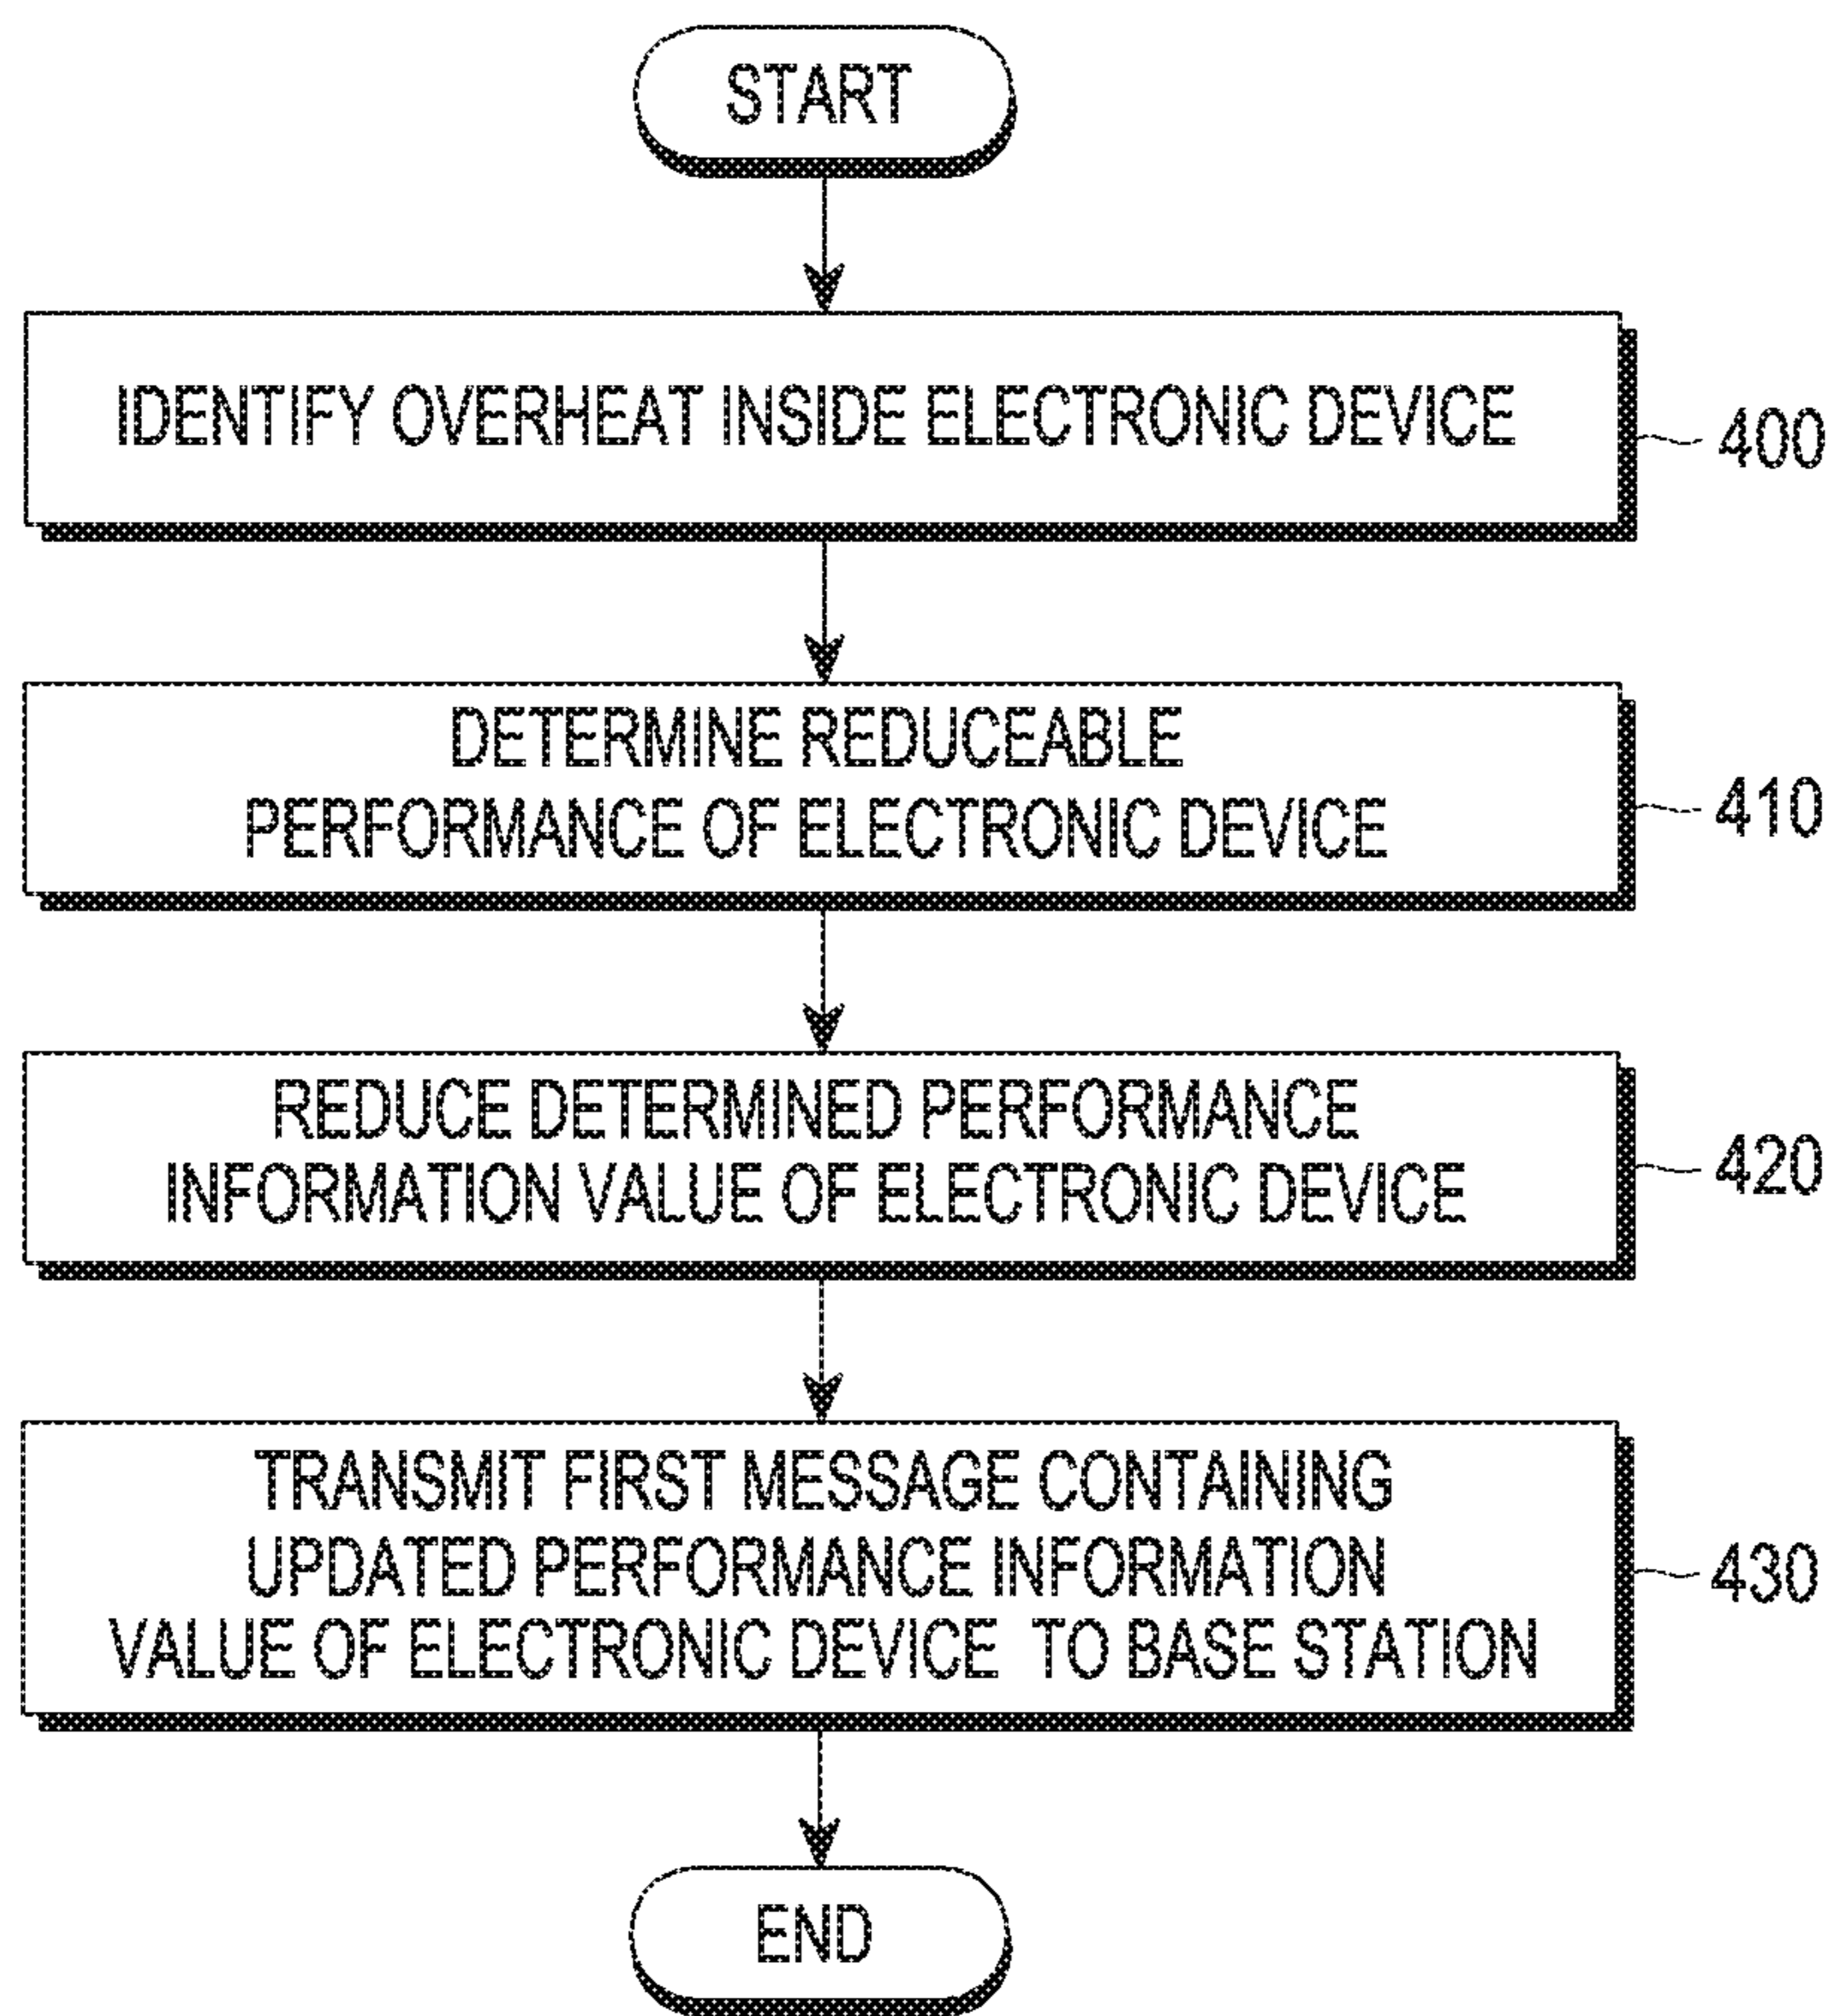 START
IDENTIFY OVERHEAT INSIDE ELECTRONIC DEVICE
400
DETERMINE REDUCEABLE
PERFORMANCE OF ELECTRONIC DEVICE
410
REDUCE DETERMINED PERFORMANCE
INFORMATION VALUE OF ELECTRONIC DEVICE
420
TRANSMIT FIRST MESSAGE CONTAINING
UPDATED PERFORMANCE INFORMATION
VALUE OF ELECTRONIC DEVICE TO BASE STATION
430
END